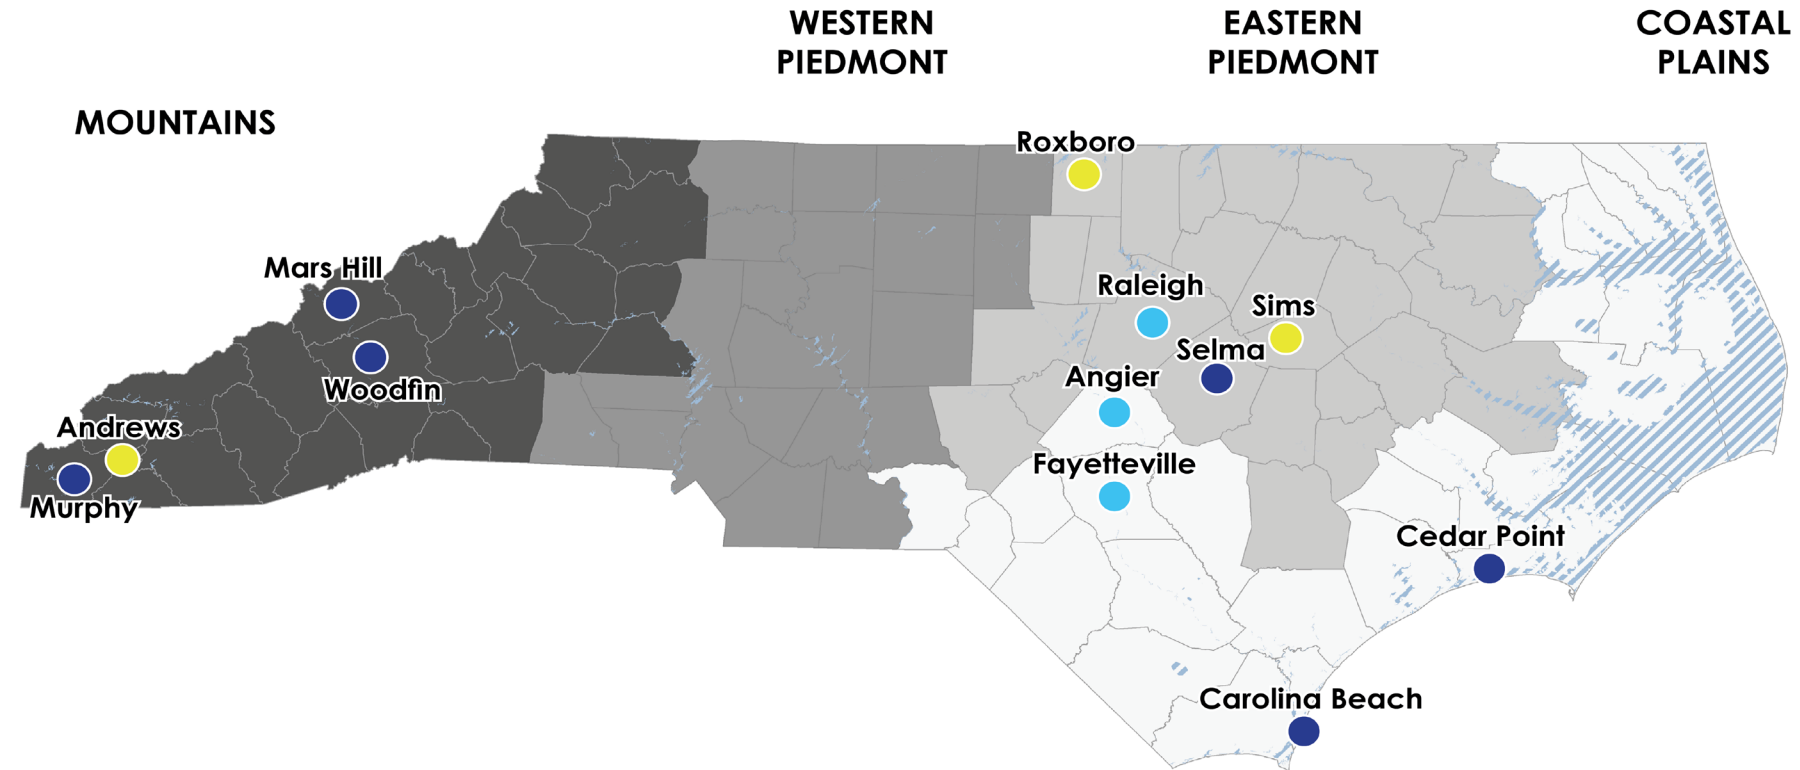 WESTERN
PIEDMONT
EASTERN
PIEDMONT
COASTAL
PLAINS
MOUNTAINS
Roxboro
Mars Hill
Raleigh
Sims
Selma
Woodfin
Angier
Andrews
Fayetteville
Murphy
Cedar Point
Carolina Beach